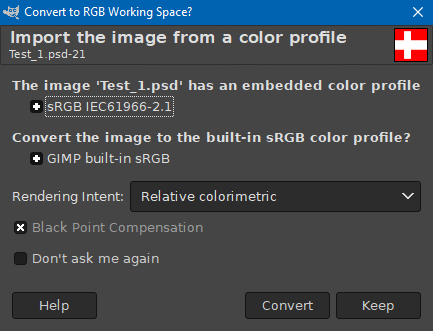 Convert to RGB Working Space?
Import the image from a color profile
Test_1.psd-21
The image 'Test_1.psd' has an embedded color profile
sRGB IEC61966-2.1
Convert the image to the built-in sRGB color profile?
GIMP built-in sRGB
Rendering Intent: Relative colorimetric
Black Point Compensation
Don't ask me again
Help Convert Keep